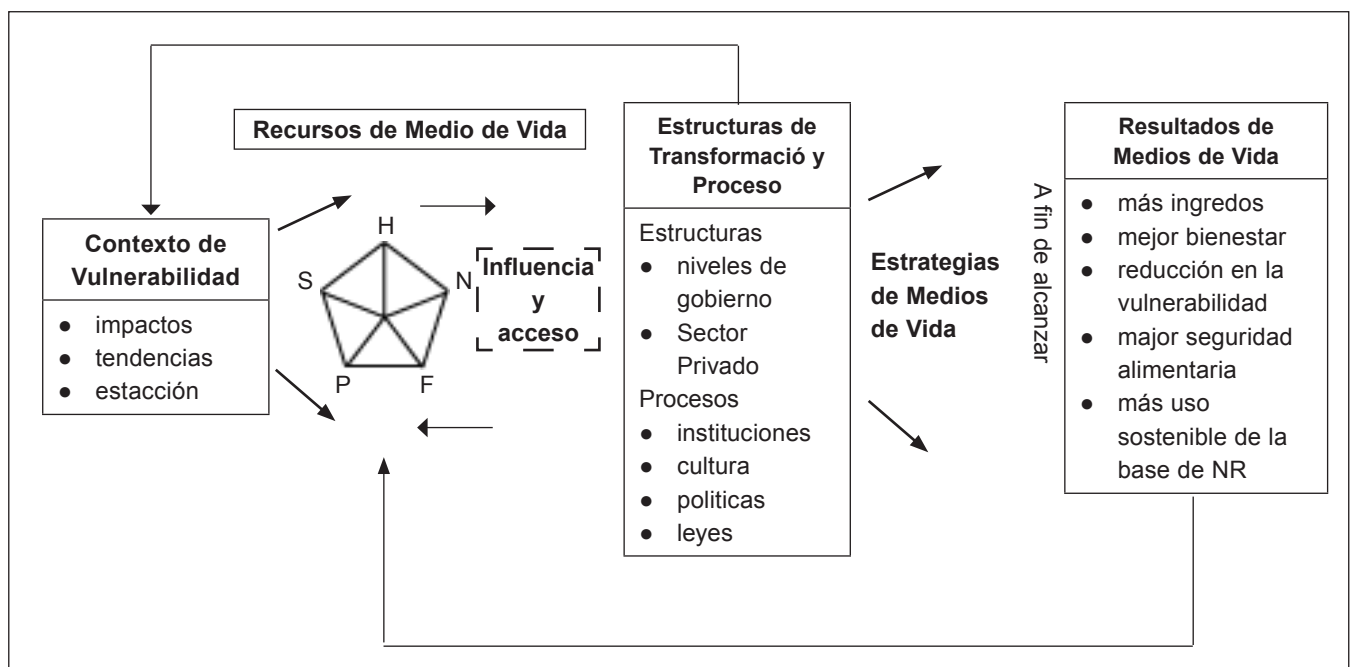 Recursos de Medio de Vida
Contexto de
Vulnerabilidad
● impactos
● tendencias
● estacción
H
S
N
P
F
Influencia
y
acceso
Estructuras de
Transformació y
Proceso
Estructuras
● niveles de
gobierno
● Sector
Privado
Procesos
● instituciones
● cultura
● politicas
● leyes
Estrategias
de Medios
de Vida
A fin de alcanzar
Resultados de
Medios de Vida
● más ingredos
● mejor bienestar
● reducción en la
vulnerabilidad
● major seguridad
alimentaria
● más uso
sostenible de la
base de NR